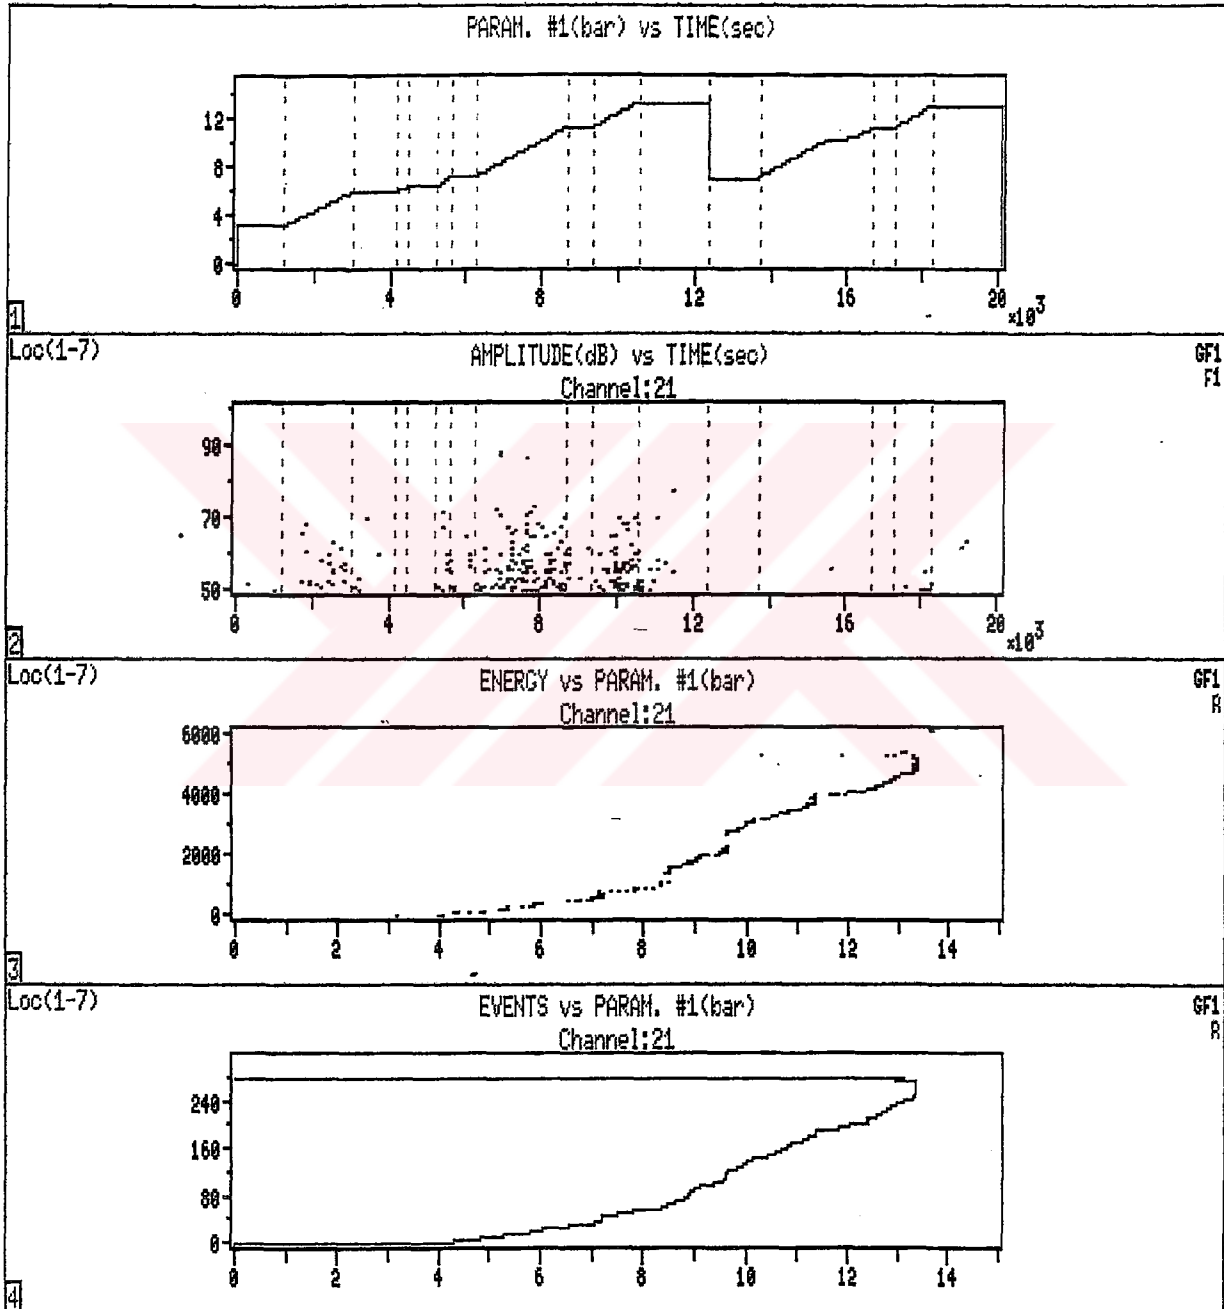 PARAM. #1(bar) vs TIME(sec)
12
8
4
0
0 4 8 12 16 20 ×10³
1
Loc(1-7)
AMPLITUDE(dB) vs TIME(sec)
GF1
F1
Channel:21
90
70
50
0 4 8 12 16 20 ×10³
2
Loc(1-7)
ENERGY vs PARAM. #1(bar)
GF1
R
Channel:21
6000
4000
2000
0
0 2 4 6 8 10 12 14
3
Loc(1-7)
EVENTS vs PARAM. #1(bar)
GF1
R
Channel:21
240
160
80
0
0 2 4 6 8 10 12 14
4